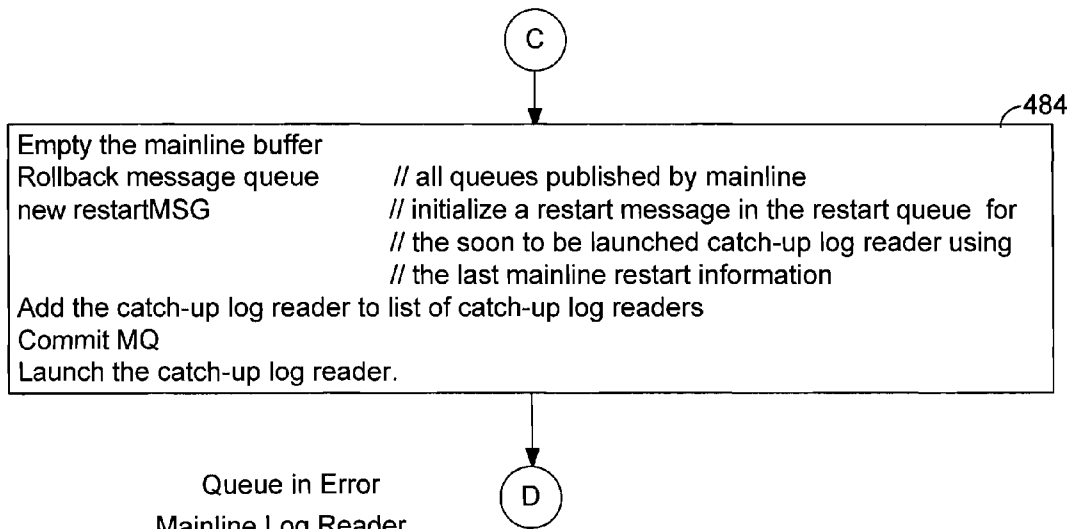 C
484
Empty the mainline buffer
Rollback message queue // all queues published by mainline
new restartMSG // initialize a restart message in the restart queue for
// the soon to be launched catch-up log reader using
// the last mainline restart information
Add the catch-up log reader to list of catch-up log readers
Commit MQ
Launch the catch-up log reader.
Queue in Error
D
Mainline Log Reader